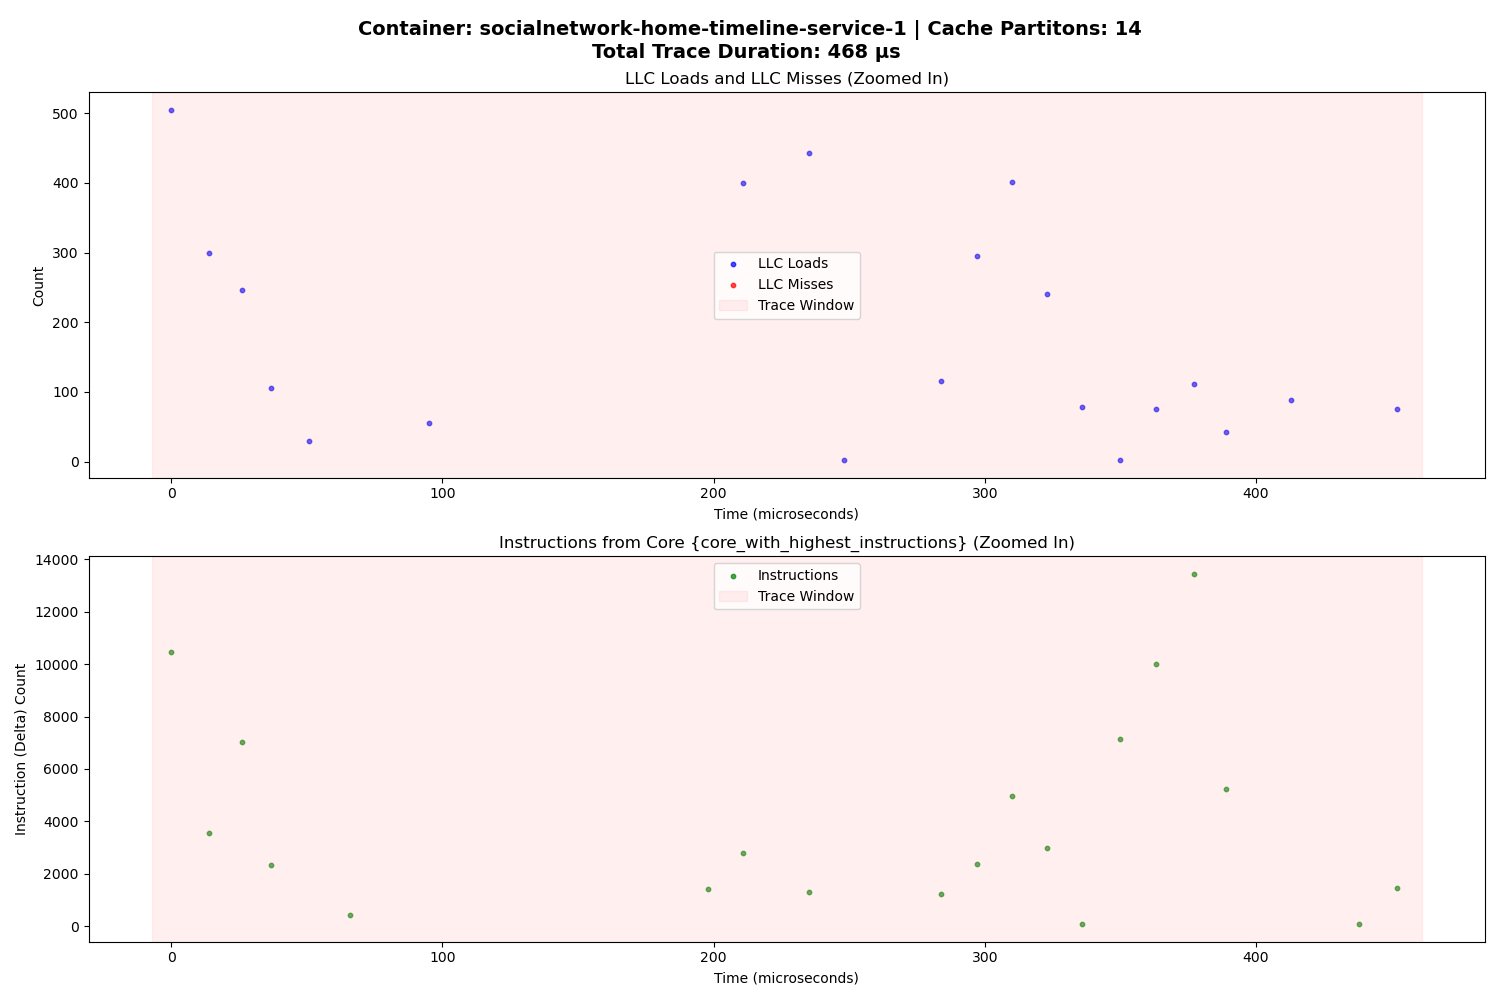 Container: socialnetwork-home-timeline-service-1 | Cache Partitons: 14
Total Trace Duration: 468 µs
LLC Loads and LLC Misses (Zoomed In)
Count
500
400
300
200
100
0
LLC Loads
LLC Misses
Trace Window
0 100 200 300 400
Time (microseconds)
Instructions from Core {core_with_highest_instructions} (Zoomed In)
Instruction (Delta) Count
14000
12000
10000
8000
6000
4000
2000
0
Instructions
Trace Window
0 100 200 300 400
Time (microseconds)